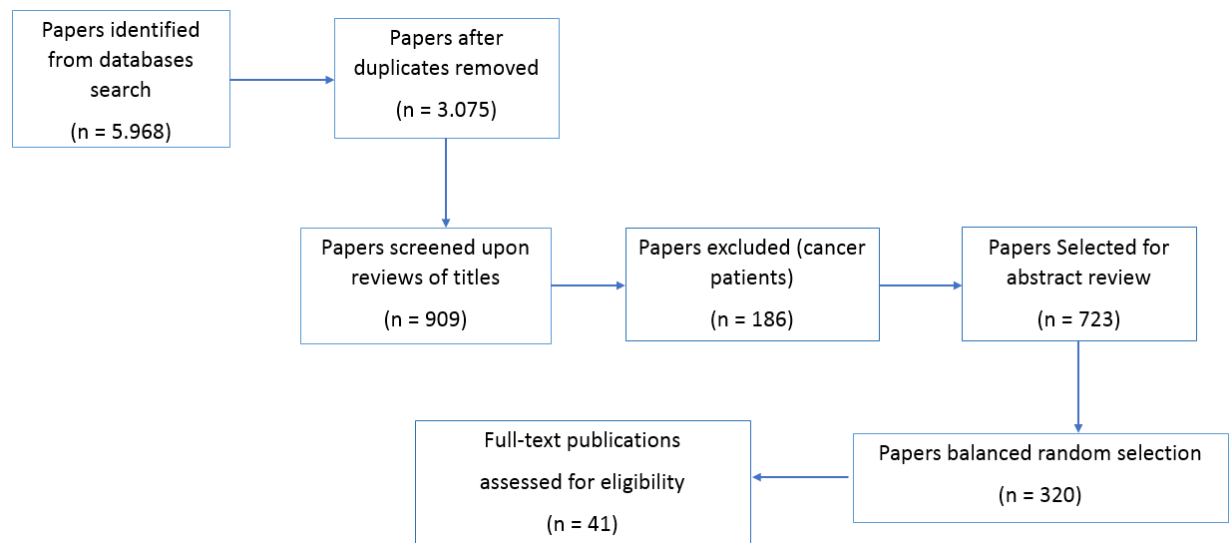 Papers identified
from databases
search
(n = 5.968)
Papers after
duplicates removed
(n = 3.075)
Papers screened upon
reviews of titles
(n = 909)
Papers excluded (cancer
patients)
(n = 186)
Papers Selected for
abstract review
(n = 723)
Papers balanced random selection
(n = 320)
Full-text publications
assessed for eligibility
(n = 41)